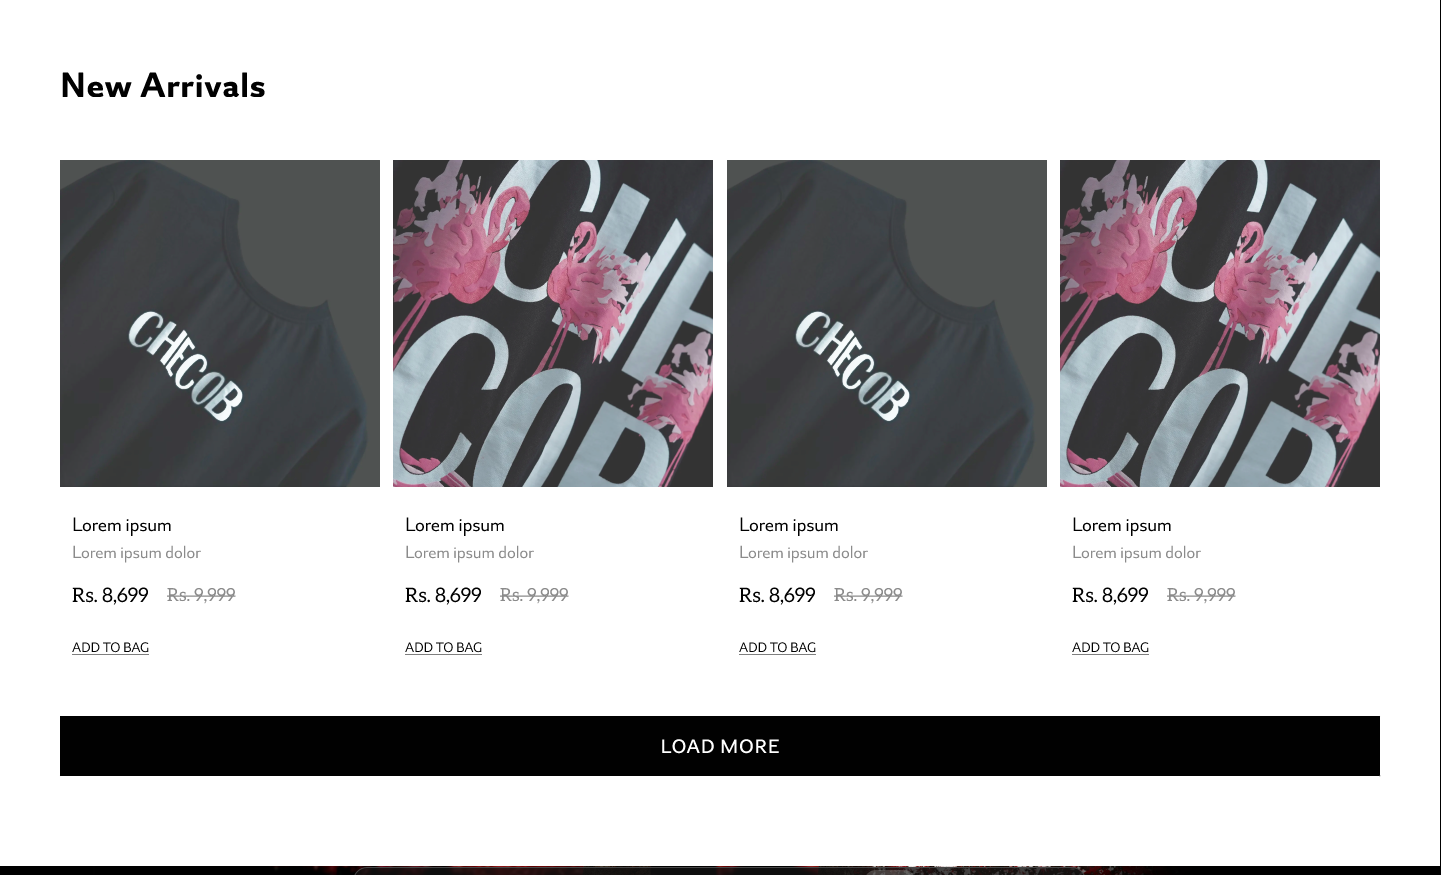 New Arrivals
CHECOB
CHE
COB
CHECOB
CHE
COB
Lorem ipsum
Lorem ipsum dolor
Rs. 8,699 Rs. 9,999
ADD TO BAG
Lorem ipsum
Lorem ipsum dolor
Rs. 8,699 Rs. 9,999
ADD TO BAG
Lorem ipsum
Lorem ipsum dolor
Rs. 8,699 Rs. 9,999
ADD TO BAG
Lorem ipsum
Lorem ipsum dolor
Rs. 8,699 Rs. 9,999
ADD TO BAG
LOAD MORE